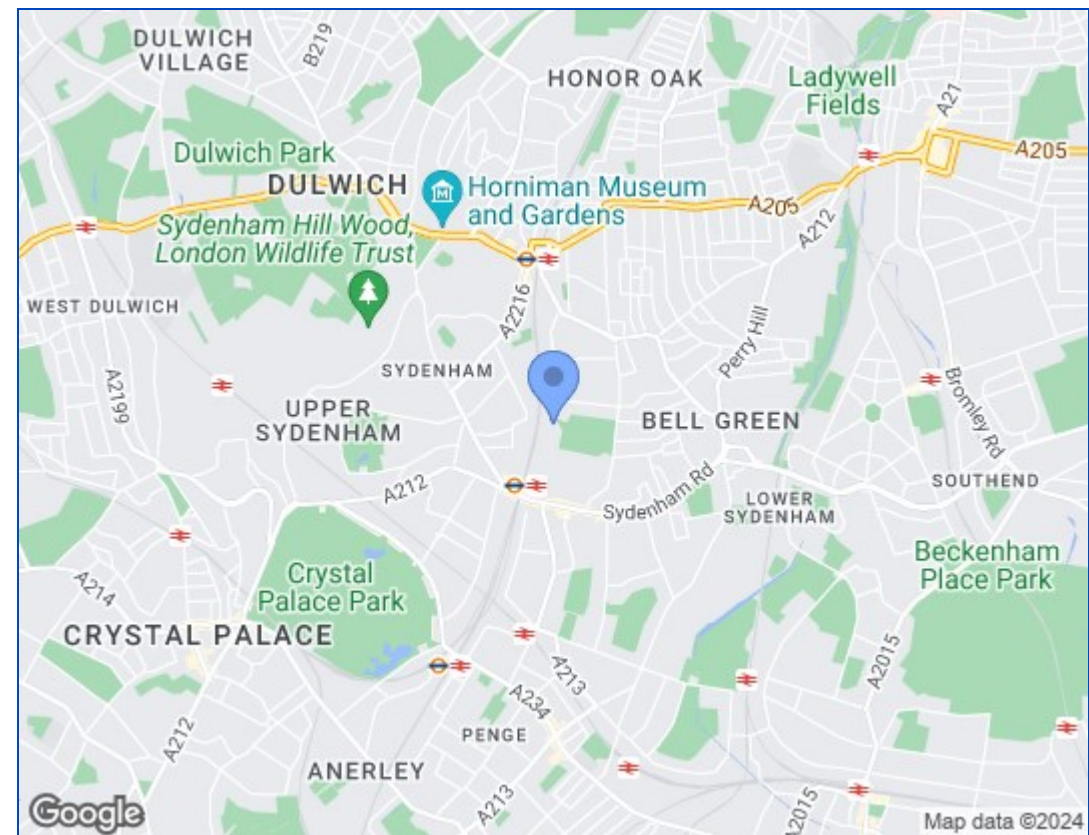 DULWICH
VILLAGE
B219
HONOR OAK
Ladywell
Fields
A21
Dulwich Park
A205
DULWICH
Horniman Museum
and Gardens
A205
A212
Sydenham Hill Wood,
London Wildlife Trust
WEST DULWICH
A2216
Perry Hill
SYDENHAM
A2199
UPPER
SYDENHAM
BELL GREEN
Bromley Rd
A212
Sydenham Rd
SOUTHEND
LOWER
SYDENHAM
Beckenham
Place Park
A214
Crystal
Palace Park
CRYSTAL PALACE
A2015
A213
A234
A212
PENGE
ANERLEY
A213
A2015
Google
Map data ©2024